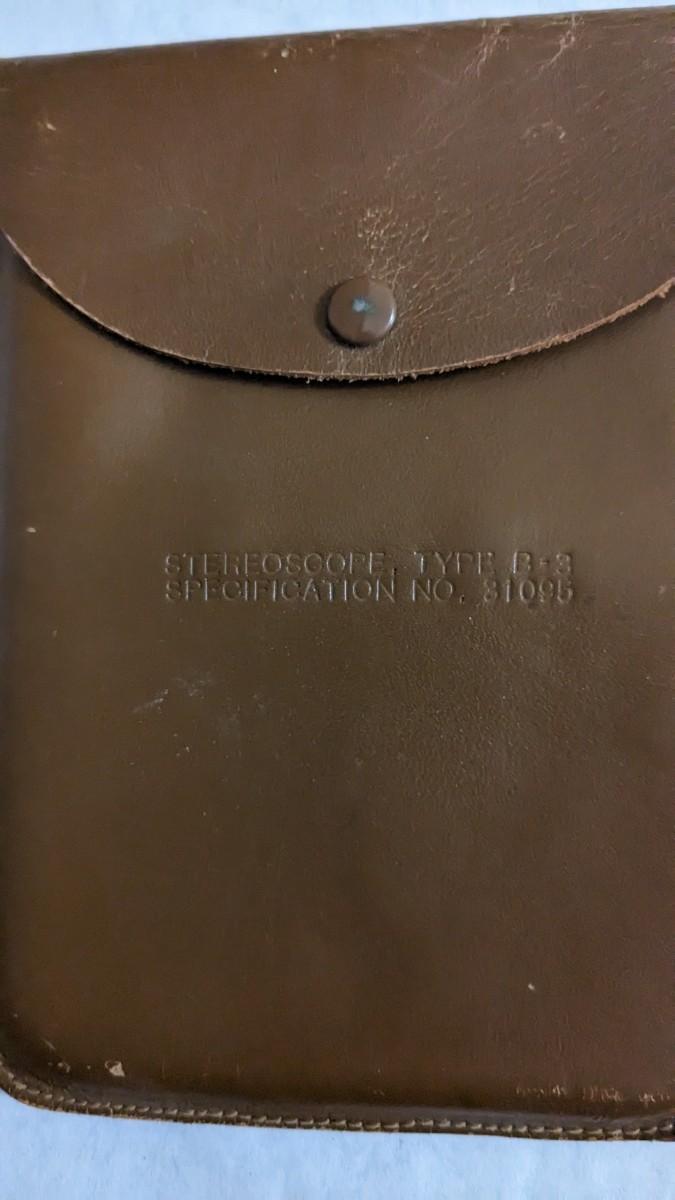 STEREOSCOPE, TYPE B-3
SPECIFICATION NO. 31095